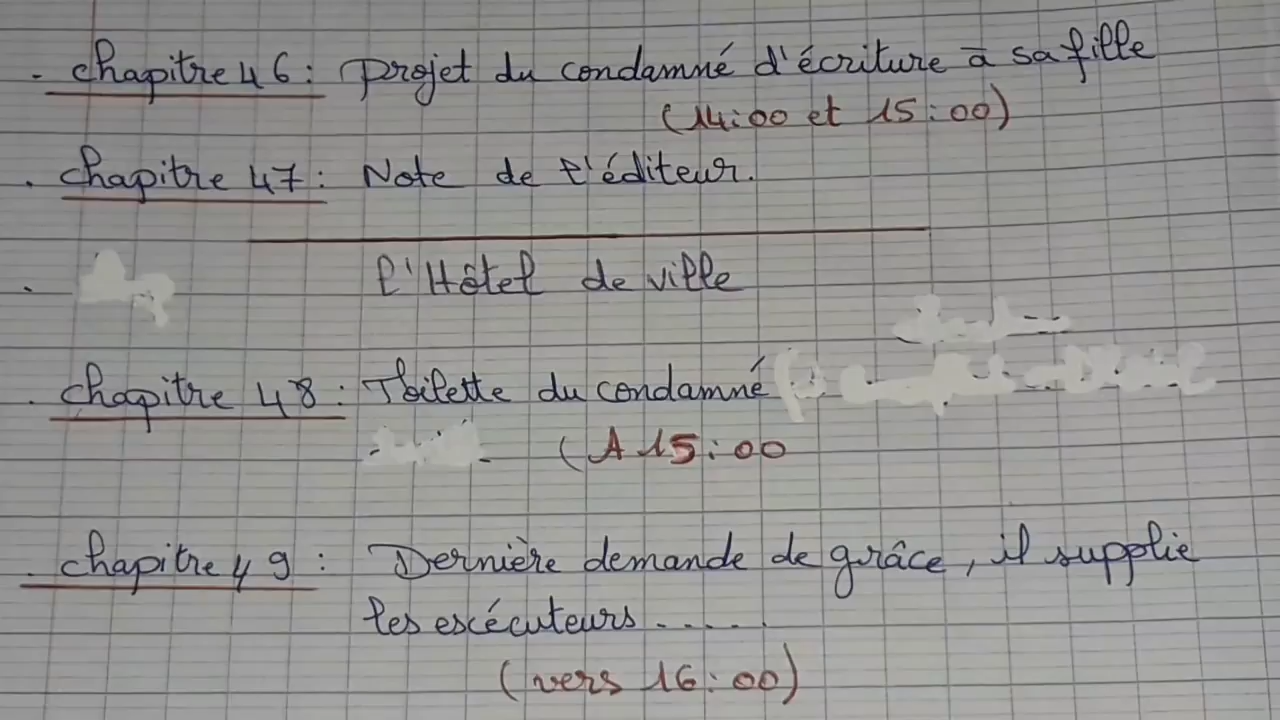 . Chapitre 46 : Projet du condamné d'écriture à sa fille
(14:00 et 15:00)
. Chapitre 47 : Note de l'éditeur.
. l'Hôtel de ville
. Chapitre 48 : Toilette du condamné
(A 15:00
. Chapitre 49 : Dernière demande de grâce, il supplie
les escécuteurs .....
(vers 16:00)